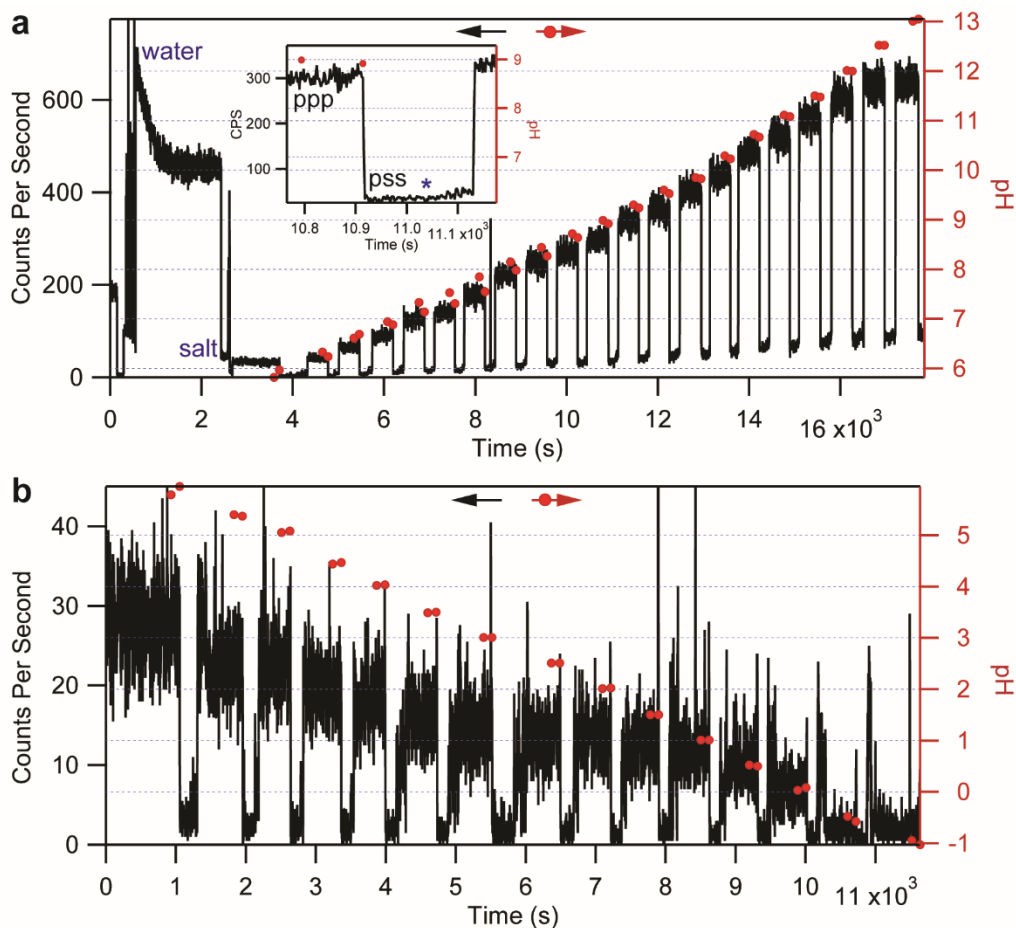 a
Counts Per Second
600
400
200
0
water
salt
CPS
300
200
100
ppp
pss
*
9
8
7
pH
10.8 10.9 11.0 11.1 x10³
Time (s)
13
12
11
10
9
8
7
6
pH
0 2 4 6 8 10 12 14 16 x10³
Time (s)
b
Counts Per Second
40
30
20
10
0
5
4
3
2
1
0
-1
pH
0 1 2 3 4 5 6 7 8 9 10 11 x10³
Time (s)